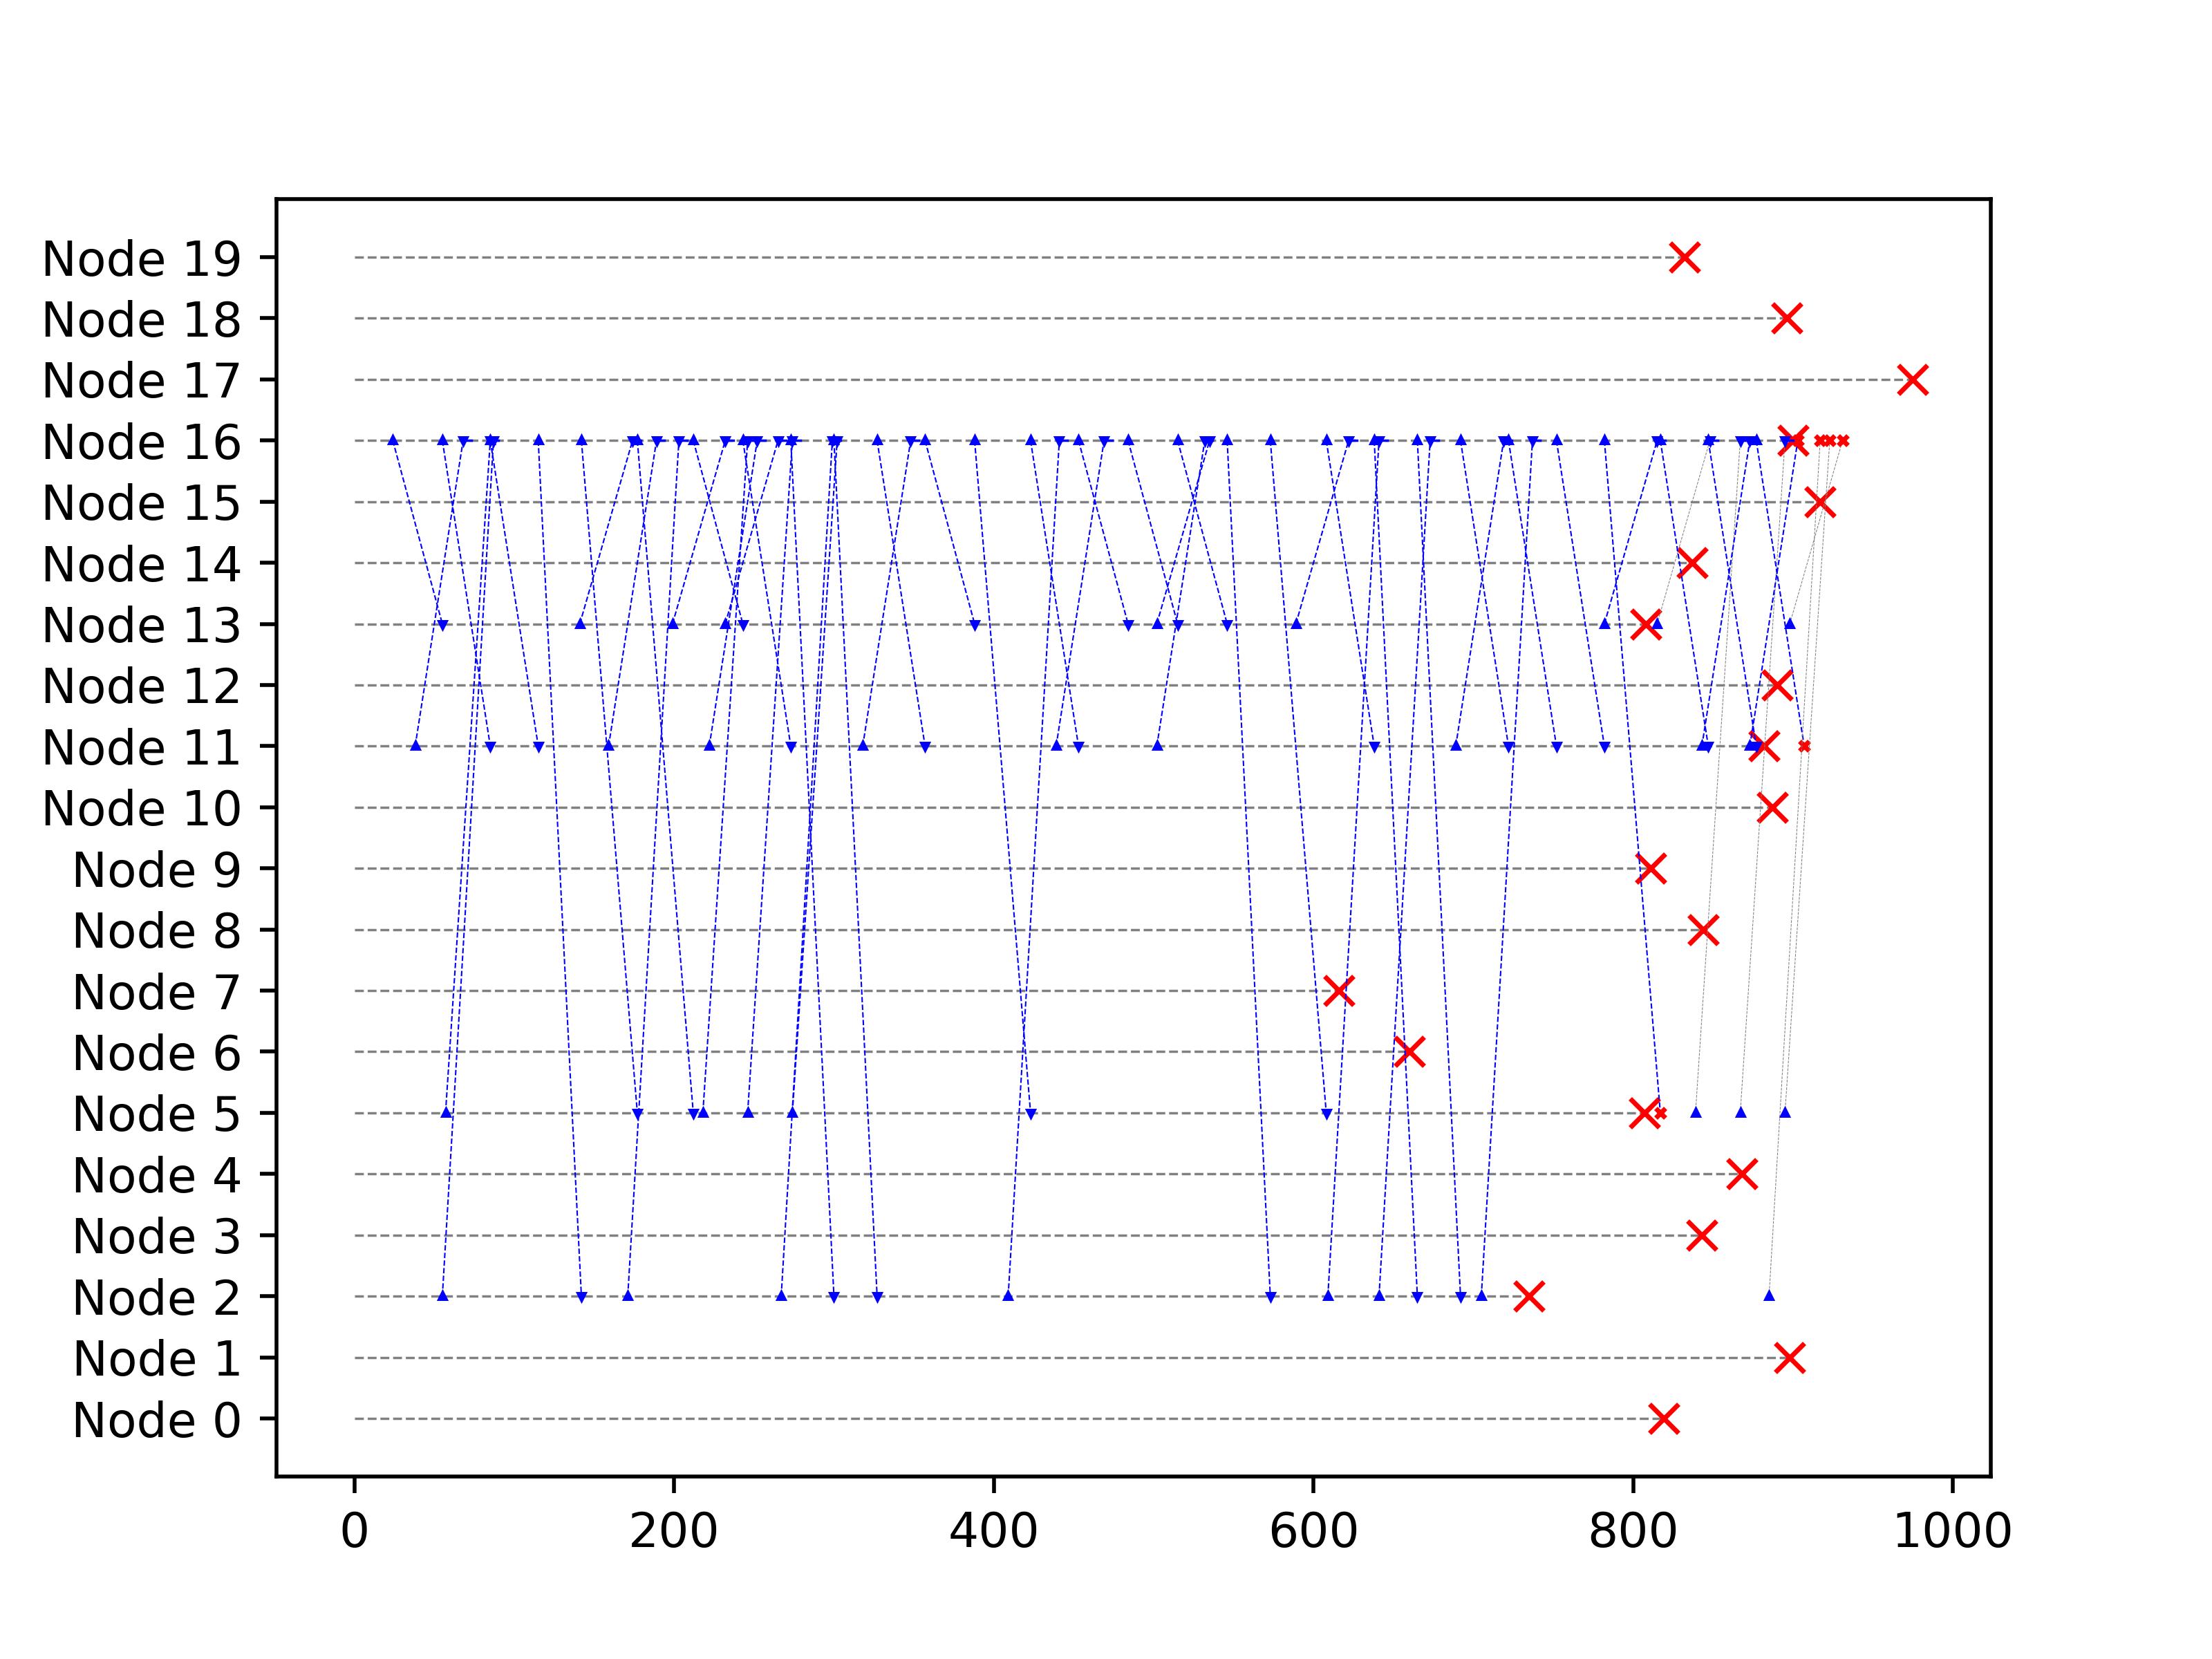 Node 19
Node 18
Node 17
Node 16
Node 15
Node 14
Node 13
Node 12
Node 11
Node 10
Node 9
Node 8
Node 7
Node 6
Node 5
Node 4
Node 3
Node 2
Node 1
Node 0
0 200 400 600 800 1000